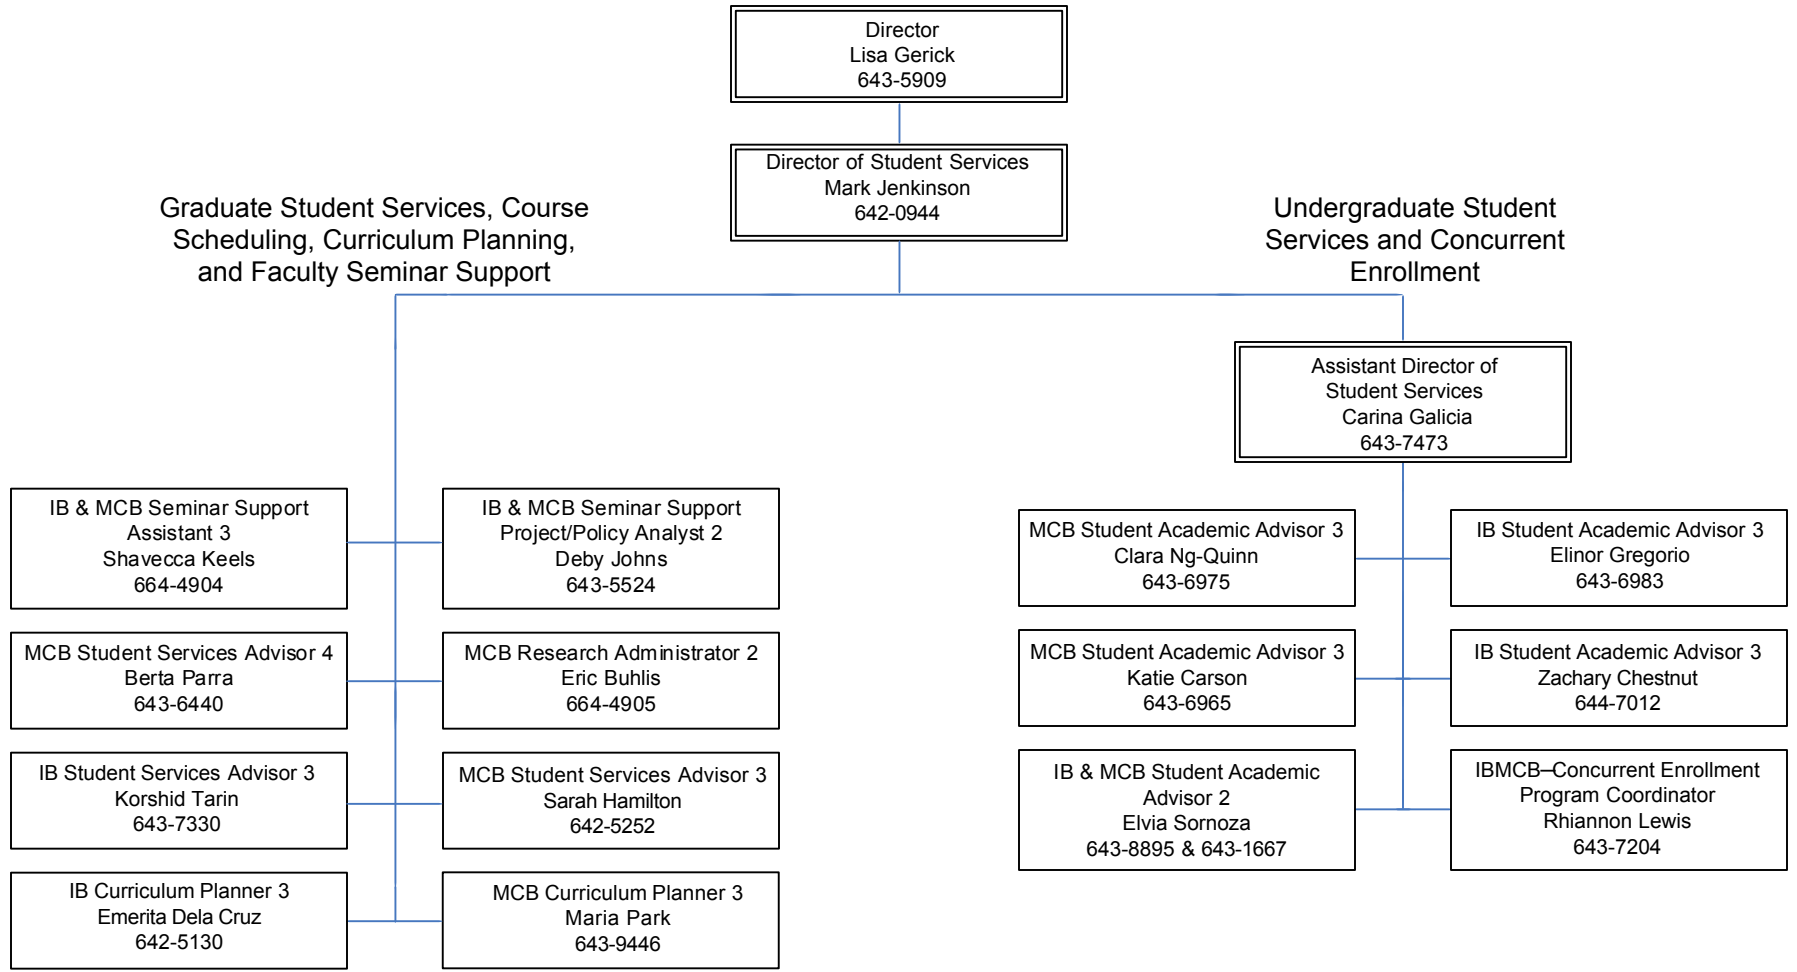 Director
Lisa Gerick
643-5909
Director of Student Services
Mark Jenkinson
642-0944
Graduate Student Services, Course
Scheduling, Curriculum Planning,
and Faculty Seminar Support
Undergraduate Student
Services and Concurrent
Enrollment
Assistant Director of
Student Services
Carina Galicia
643-7473
IB & MCB Seminar Support
Assistant 3
Shavecca Keels
664-4904
IB & MCB Seminar Support
Project/Policy Analyst 2
Deby Johns
643-5524
MCB Student Services Advisor 4
Berta Parra
643-6440
MCB Research Administrator 2
Eric Buhlis
664-4905
IB Student Services Advisor 3
Korshid Tarin
643-7330
MCB Student Services Advisor 3
Sarah Hamilton
642-5252
IB Curriculum Planner 3
Emerita Dela Cruz
642-5130
MCB Curriculum Planner 3
Maria Park
643-9446
MCB Student Academic Advisor 3
Clara Ng-Quinn
643-6975
IB Student Academic Advisor 3
Elinor Gregorio
643-6983
MCB Student Academic Advisor 3
Katie Carson
643-6965
IB Student Academic Advisor 3
Zachary Chestnut
644-7012
IB & MCB Student Academic
Advisor 2
Elvia Sornoza
643-8895 & 643-1667
IBMCB–Concurrent Enrollment
Program Coordinator
Rhiannon Lewis
643-7204